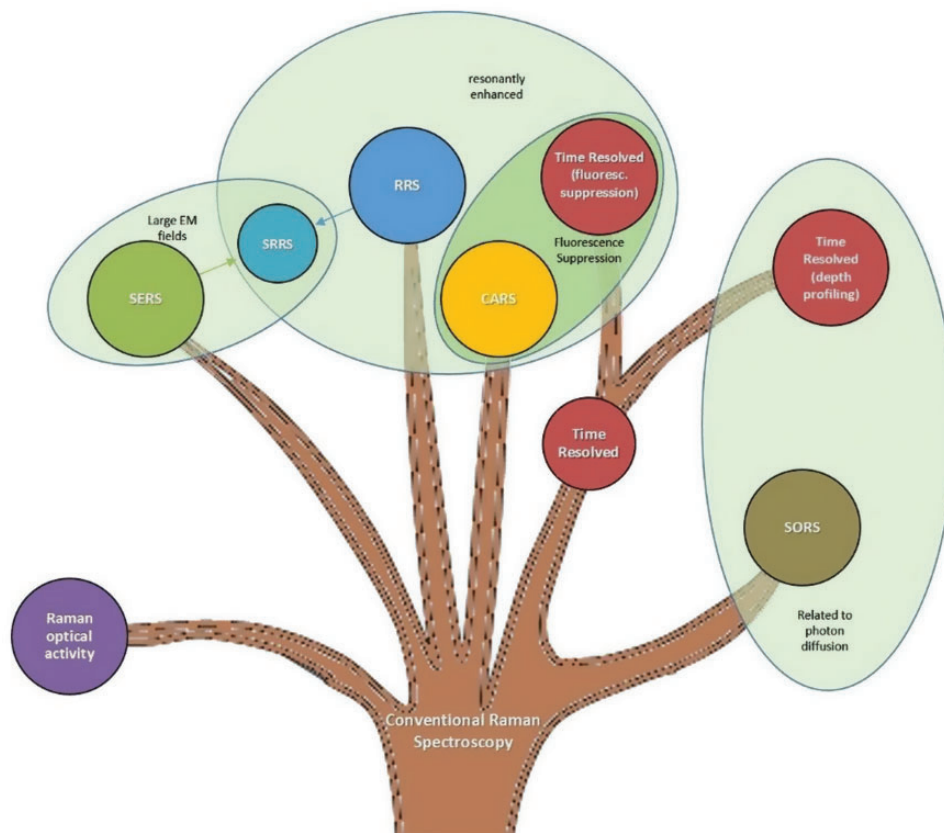 resonantly
enhanced
Time Resolved
(fluoresc.
suppression)
RRS
Large EM
fields
SRRS
Fluorescence
Suppression
Time
Resolved
(depth
profiling)
SERS
CARS
Time
Resolved
SORS
Raman
optical
activity
Related to
photon
diffusion
Conventional Raman
Spectroscopy